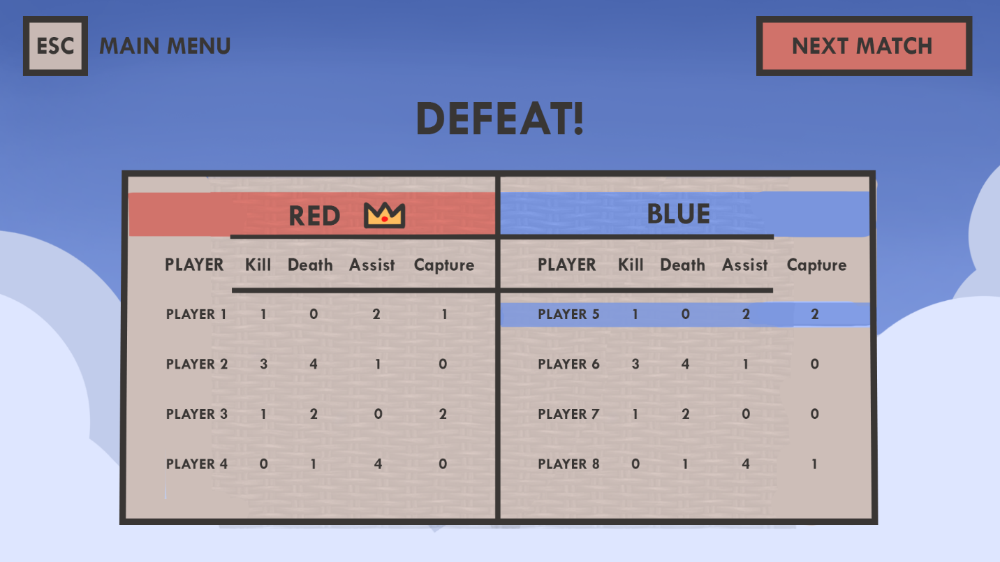 ESC MAIN MENU
NEXT MATCH
DEFEAT!
RED
BLUE
PLAYER Kill Death Assist Capture
PLAYER 1 1 0 2 1
PLAYER 2 3 4 1 0
PLAYER 3 1 2 0 2
PLAYER 4 0 1 4 0
PLAYER Kill Death Assist Capture
PLAYER 5 1 0 2 2
PLAYER 6 3 4 1 0
PLAYER 7 1 2 0 0
PLAYER 8 0 1 4 1